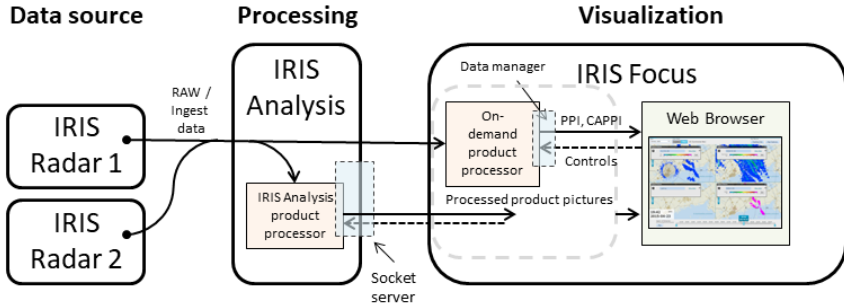 Data source
Processing
Visualization
IRIS
Analysis
Data manager
IRIS Focus
RAW /
Ingest
data
IRIS
Radar 1
On-
demand
product
processor
PPI, CAPPI
Controls
Web Browser
IRIS
Radar 2
IRIS Analysis
product
processor
Processed product pictures
Socket
server